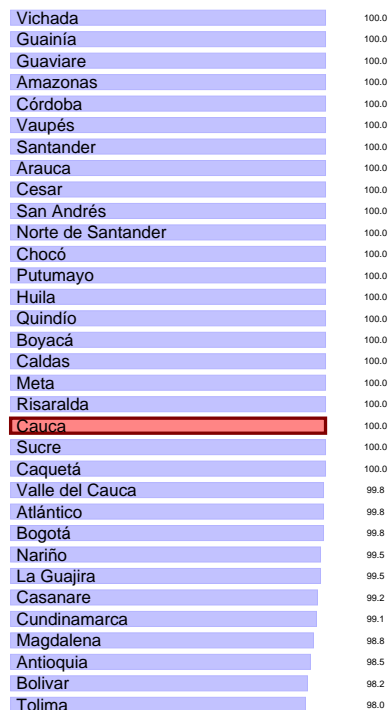 Vichada 100.0
Guainía 100.0
Guaviare 100.0
Amazonas 100.0
Córdoba 100.0
Vaupés 100.0
Santander 100.0
Arauca 100.0
Cesar 100.0
San Andrés 100.0
Norte de Santander 100.0
Chocó 100.0
Putumayo 100.0
Huila 100.0
Quindío 100.0
Boyacá 100.0
Caldas 100.0
Meta 100.0
Risaralda 100.0
Cauca 100.0
Sucre 100.0
Caquetá 100.0
Valle del Cauca 99.8
Atlántico 99.8
Bogotá 99.8
Nariño 99.5
La Guajira 99.5
Casanare 99.2
Cundinamarca 99.1
Magdalena 98.8
Antioquia 98.5
Bolivar 98.2
Tolima 98.0